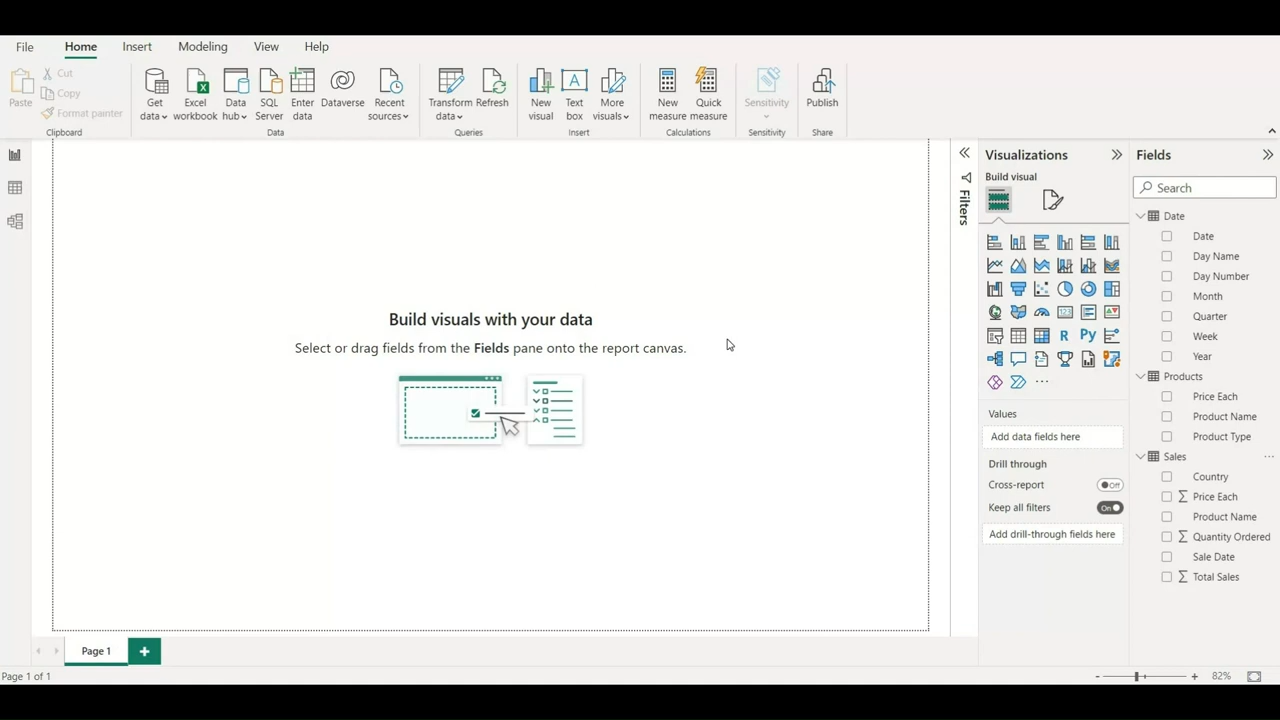 File Home Insert Modeling View Help
Paste
Cut
Copy
Format painter
Clipboard
Get data
Excel workbook
Data hub
SQL Server
Enter data
Dataverse
Recent sources
Data
Transform data
Refresh
Queries
New visual
A
Text box
More visuals
Insert
New measure
Quick measure
Calculations
Sensitivity
Sensitivity
Publish
Share
Build visuals with your data
Select or drag fields from the Fields pane onto the report canvas.
Filters
Visualizations
Build visual
123
R
Py
Values
Add data fields here
Drill through
Cross-report
Off
Keep all filters
On
Add drill-through fields here
Fields
Search
Date
Date
Day Name
Day Number
Month
Quarter
Week
Year
Products
Price Each
Product Name
Product Type
Sales
Country
∑ Price Each
Product Name
∑ Quantity Ordered
Sale Date
∑ Total Sales
Page 1
Page 1 of 1
- + 82%